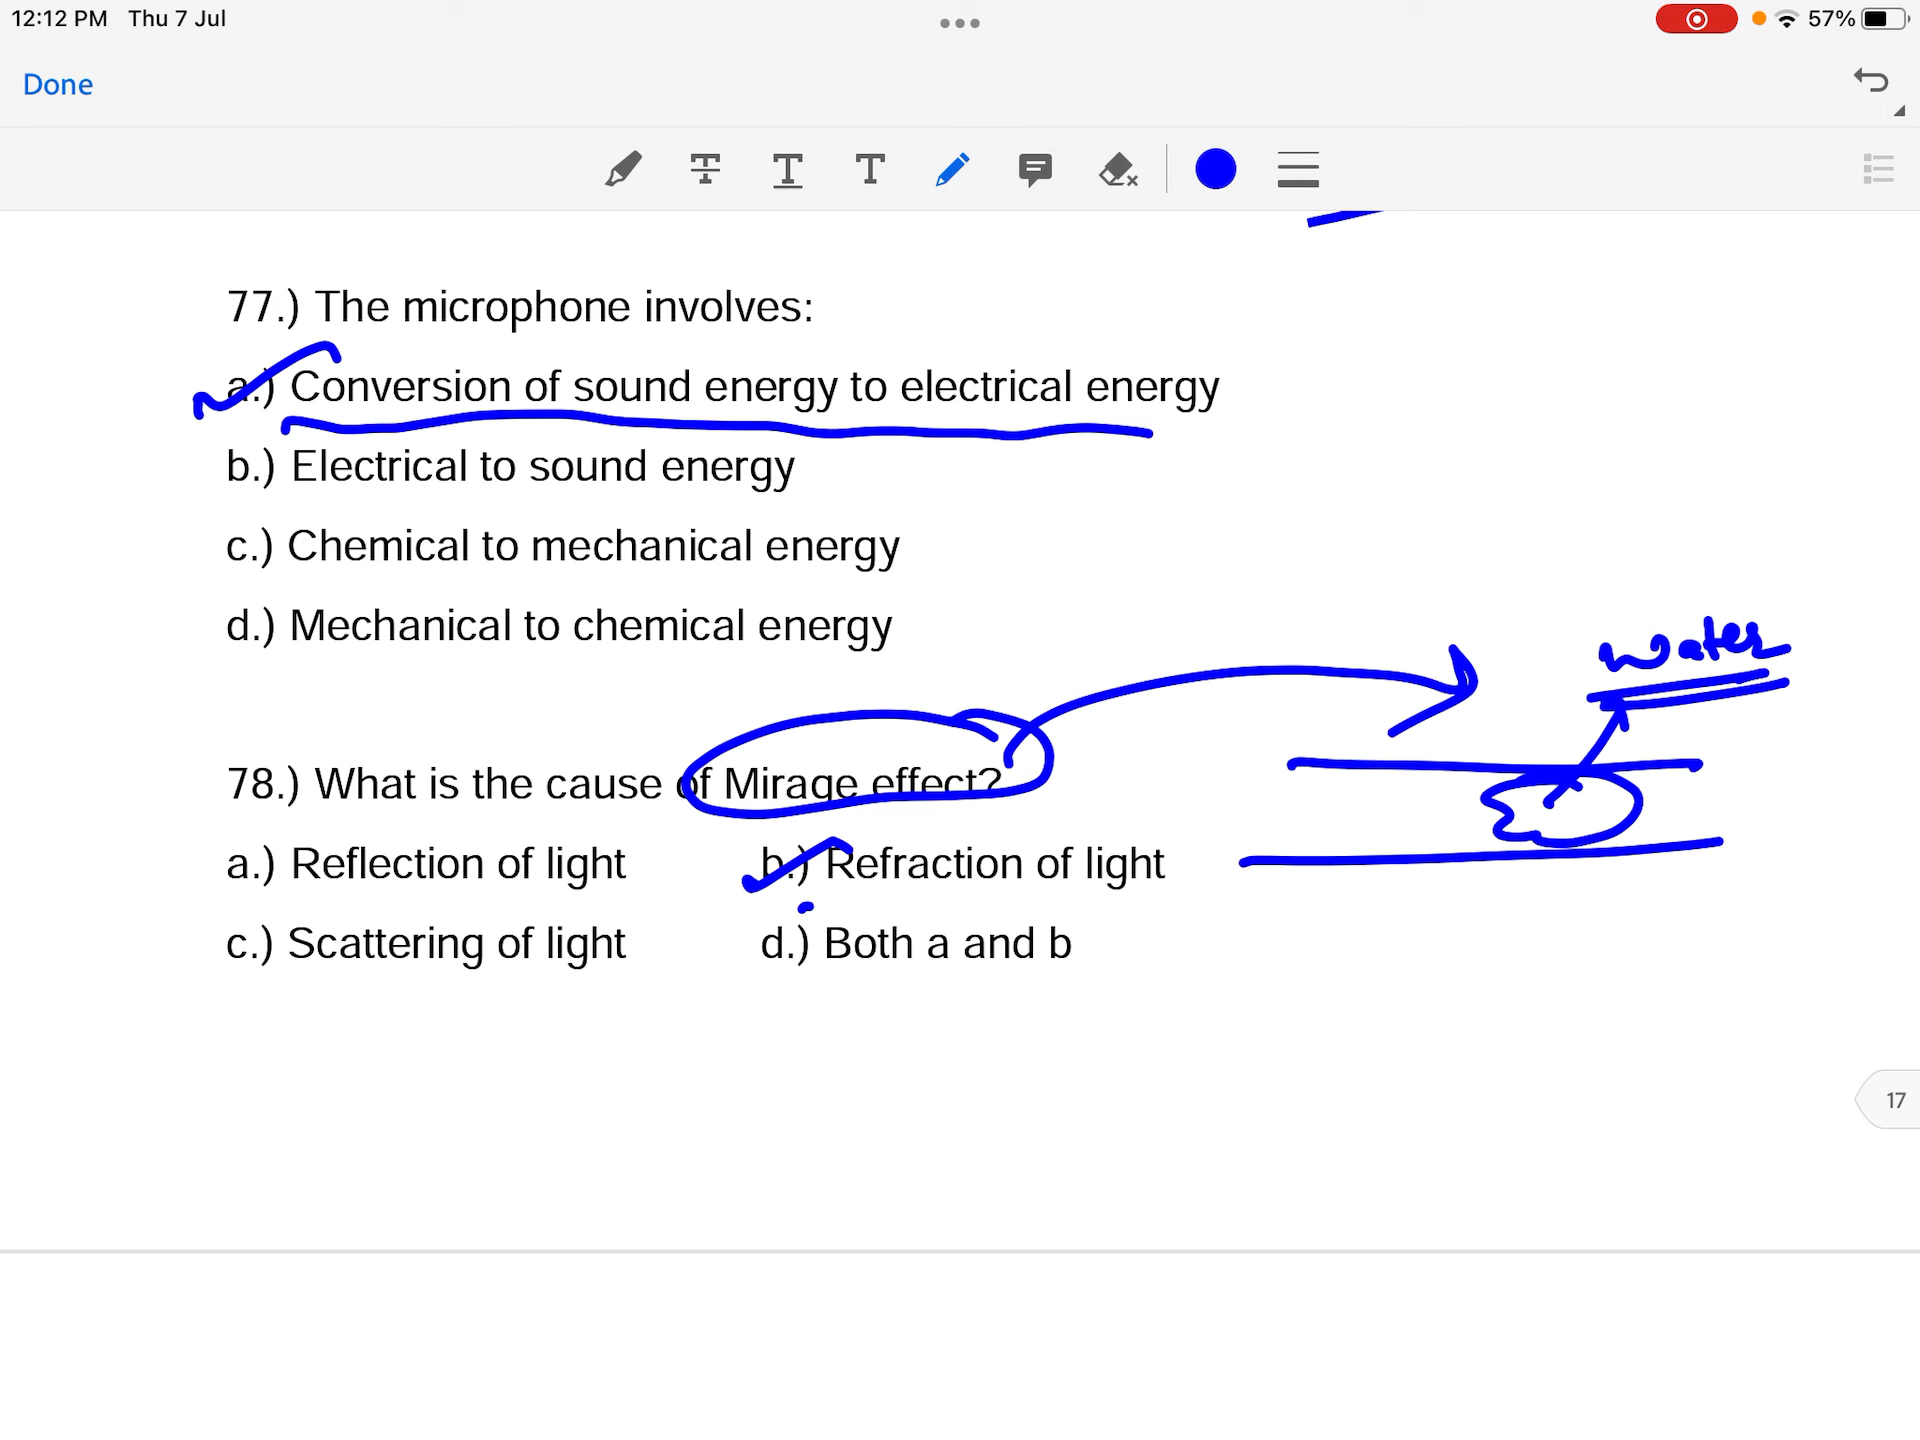 12:12 PM Thu 7 Jul
57%
Done
77.) The microphone involves:
a.) Conversion of sound energy to electrical energy
b.) Electrical to sound energy
c.) Chemical to mechanical energy
d.) Mechanical to chemical energy
water
78.) What is the cause of Mirage effect?
a.) Reflection of light b.) Refraction of light
c.) Scattering of light d.) Both a and b
17